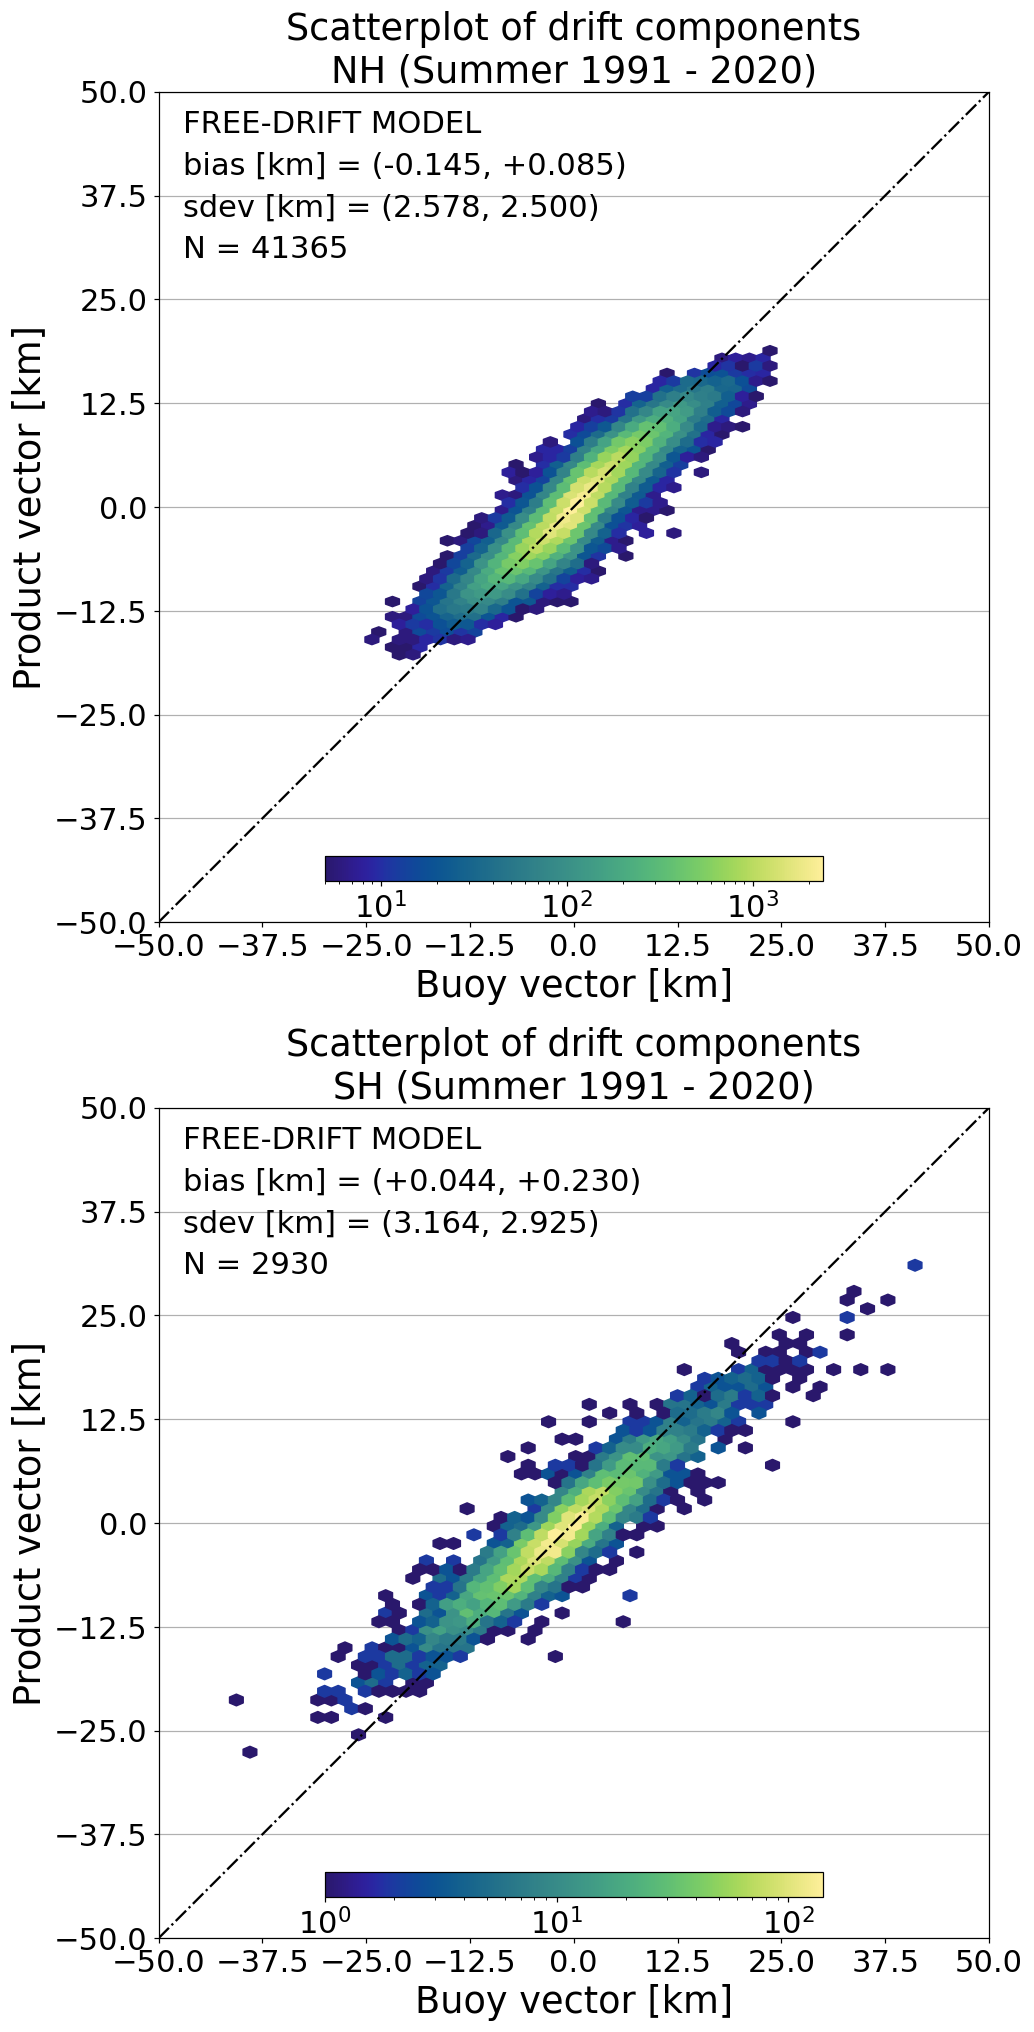 Scatterplot of drift components
NH (Summer 1991 - 2020)
50.0
FREE-DRIFT MODEL
bias [km] = (-0.145, +0.085)
37.5
sdev [km] = (2.578, 2.500)
N = 41365
25.0
12.5
Product vector [km]
0.0
−12.5
−25.0
−37.5
10¹ 10² 10³
−50.0
−50.0 −37.5 −25.0 −12.5 0.0 12.5 25.0 37.5 50.0
Buoy vector [km]
Scatterplot of drift components
SH (Summer 1991 - 2020)
50.0
FREE-DRIFT MODEL
bias [km] = (+0.044, +0.230)
37.5
sdev [km] = (3.164, 2.925)
N = 2930
25.0
12.5
Product vector [km]
0.0
−12.5
−25.0
−37.5
10⁰ 10¹ 10²
−50.0
−50.0 −37.5 −25.0 −12.5 0.0 12.5 25.0 37.5 50.0
Buoy vector [km]